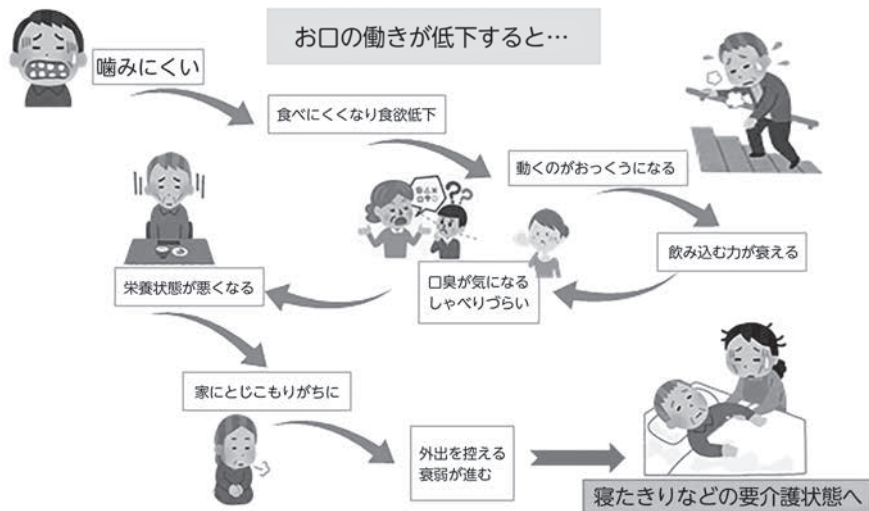 お口の働きが低下すると…
噛みにくい
食べにくくなり食欲低下
動くのがおっくうになる
飲み込む力が衰える
口臭が気になる
しゃべりづらい
栄養状態が悪くなる
家にとじこもりがちに
外出を控える
衰弱が進む
寝たきりなどの要介護状態へ